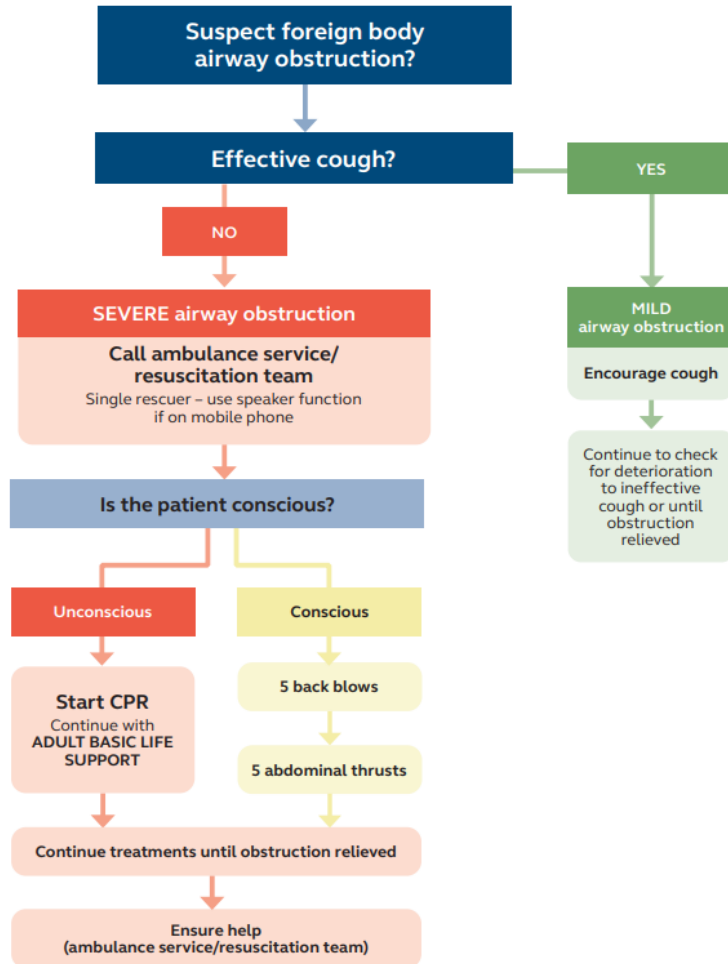 Suspect foreign body
airway obstruction?
Effective cough?
YES
NO
SEVERE airway obstruction
Call ambulance service/
resuscitation team
Single rescuer – use speaker function
if on mobile phone
MILD
airway obstruction
Encourage cough
Continue to check
for deterioration
to ineffective
cough or until
obstruction
relieved
Is the patient conscious?
Unconscious
Conscious
Start CPR
Continue with
ADULT BASIC LIFE
SUPPORT
5 back blows
5 abdominal thrusts
Continue treatments until obstruction relieved
Ensure help
(ambulance service/resuscitation team)